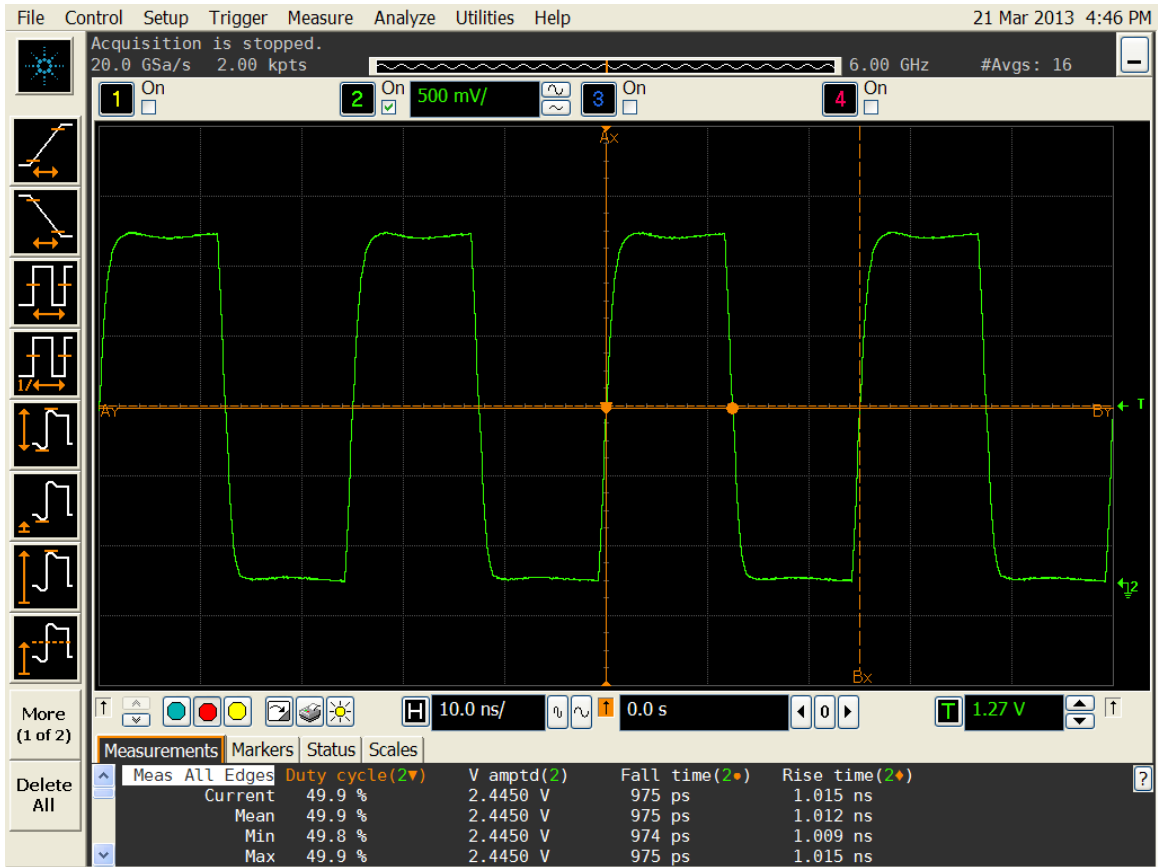 File Control Setup Trigger Measure Analyze Utilities Help 21 Mar 2013 4:46 PM
Acquisition is stopped.
20.0 GSa/s 2.00 kpts 6.00 GHz #Avgs: 16
1 On 2 On 500 mV/ 3 On 4 On
Ax
1/
AY BY T
2
Bx
More
(1 of 2)
Delete
All
H 10.0 ns/ 0.0 s 0 T 1.27 V
Measurements Markers Status Scales
Meas All Edges Duty cycle(2▼) V amptd(2) Fall time(2●) Rise time(2♦) ?
Current 49.9 % 2.4450 V 975 ps 1.015 ns
Mean 49.9 % 2.4450 V 975 ps 1.012 ns
Min 49.8 % 2.4450 V 974 ps 1.009 ns
Max 49.9 % 2.4450 V 975 ps 1.015 ns